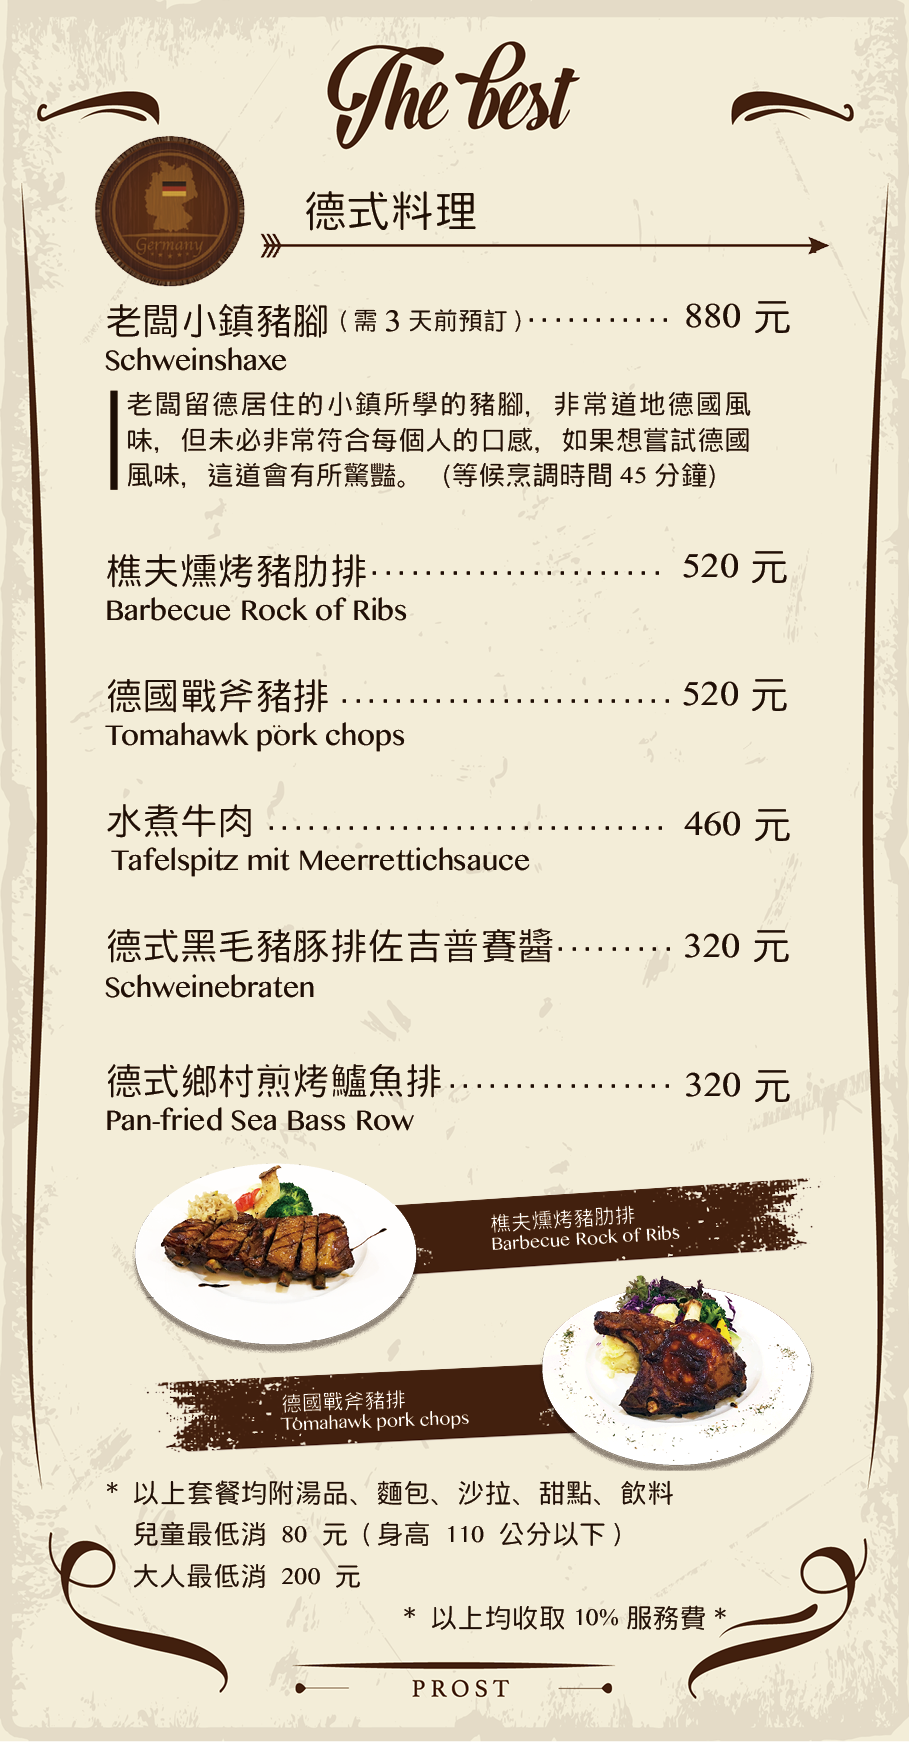 The best
Germany
德式料理
老闆小鎮豬腳 (需 3 天前預訂)··········· 880 元
Schweinshaxe
老闆留德居住的小鎮所學的豬腳，非常道地德國風
味，但未必非常符合每個人的口感，如果想嘗試德國
風味，這道會有所驚豔。 (等候烹調時間 45 分鐘)
樵夫燻烤豬肋排······················ 520 元
Barbecue Rock of Ribs
德國戰斧豬排 ························· 520 元
Tomahawk pörk chops
水煮牛肉 ······························ 460 元
Tafelspitz mit Meerrettichsauce
德式黑毛豬豚排佐吉普賽醬········· 320 元
Schweinebraten
德式鄉村煎烤鱸魚排················· 320 元
Pan-fried Sea Bass Row
樵夫燻烤豬肋排
Barbecue Rock of Ribs
德國戰斧豬排
Tomahawk pork chops
* 以上套餐均附湯品、麵包、沙拉、甜點、飲料
兒童最低消 80 元 (身高 110 公分以下)
大人最低消 200 元
* 以上均收取 10% 服務費 *
PROST